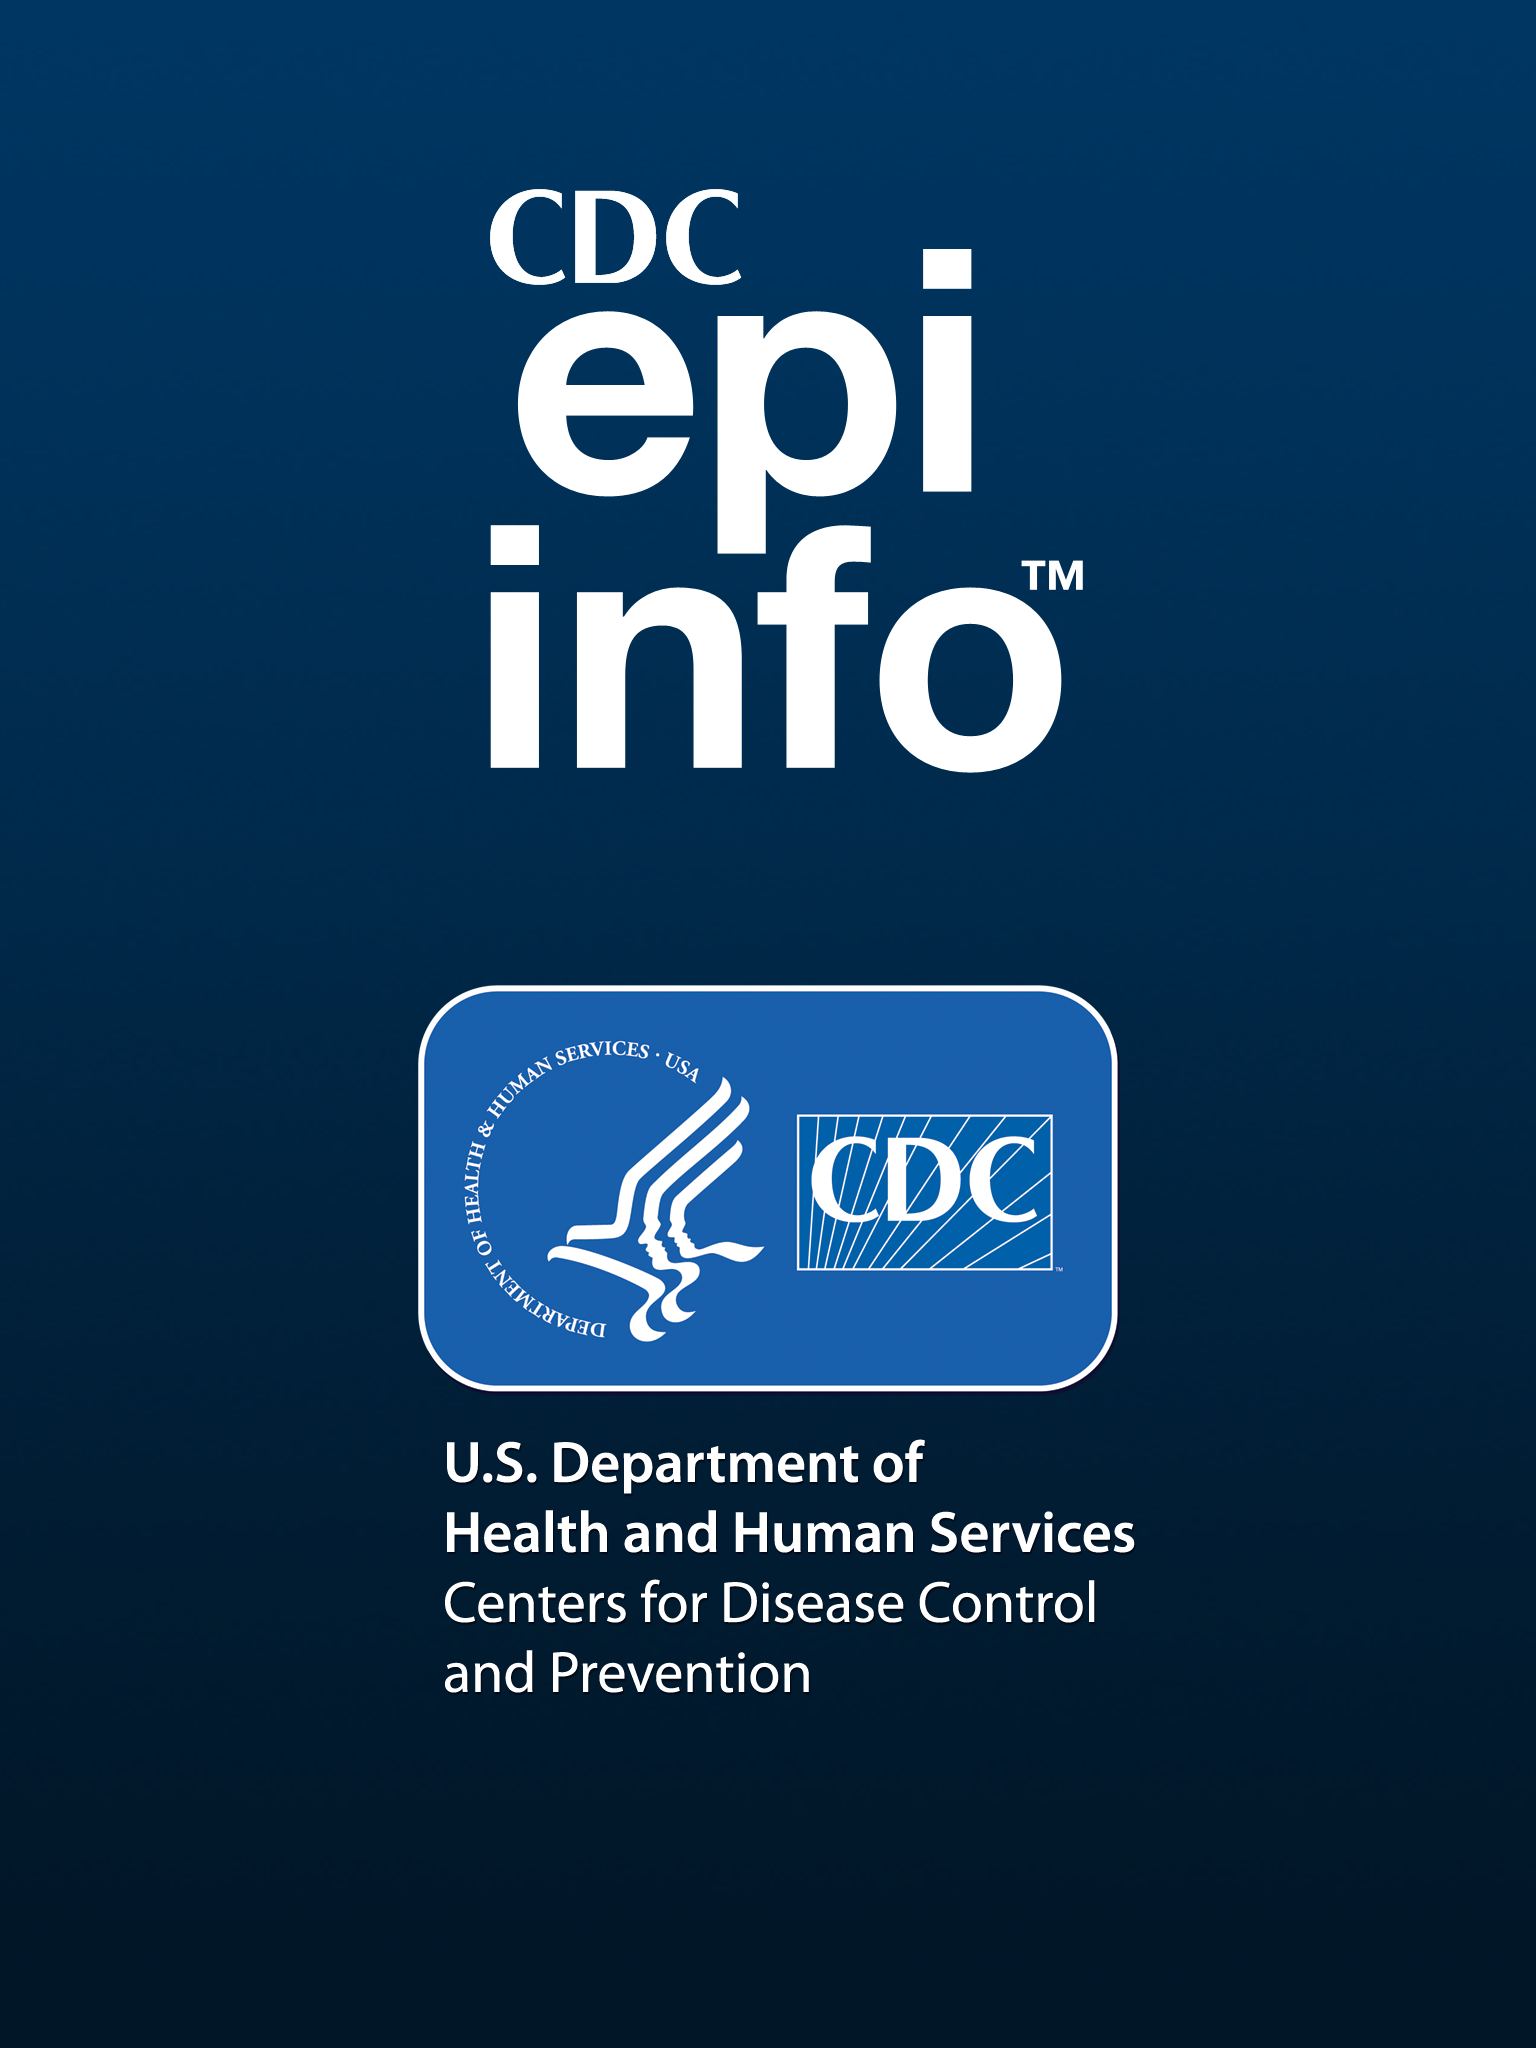 CDC
epi
info™
DEPARTMENT OF HEALTH & HUMAN SERVICES · USA
CDC™
U.S. Department of
Health and Human Services
Centers for Disease Control
and Prevention